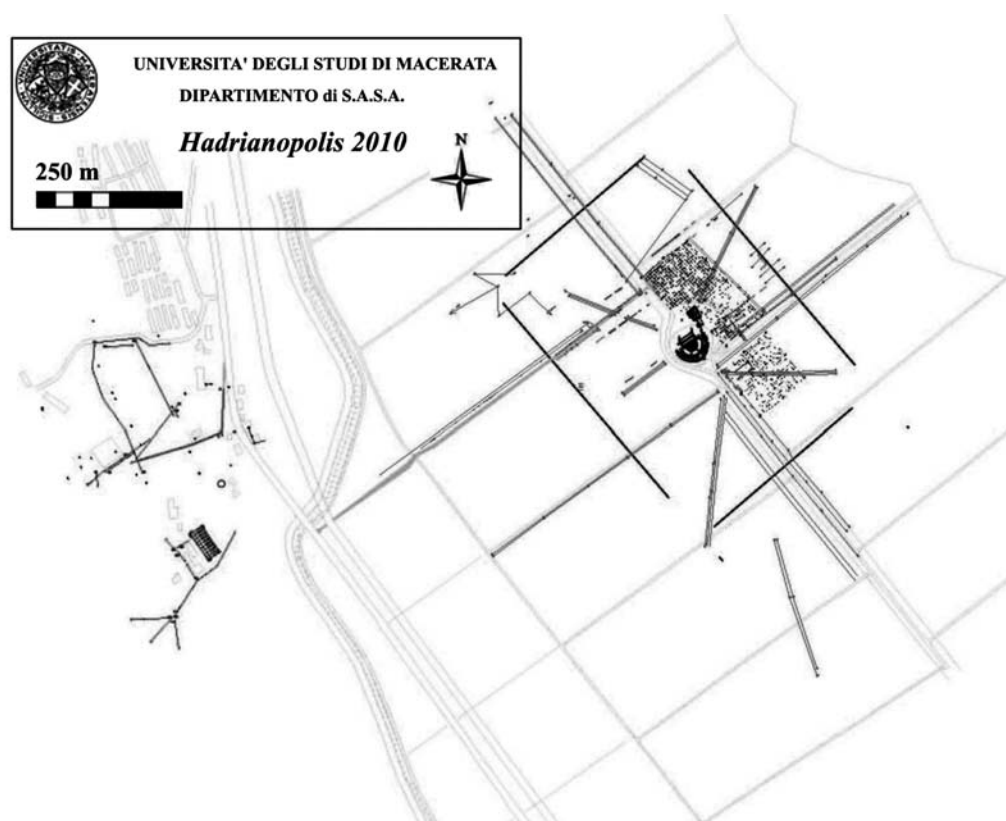 UNIVERSITA' DEGLI STUDI DI MACERATA
DIPARTIMENTO di S.A.S.A.
Hadrianopolis 2010
N
250 m